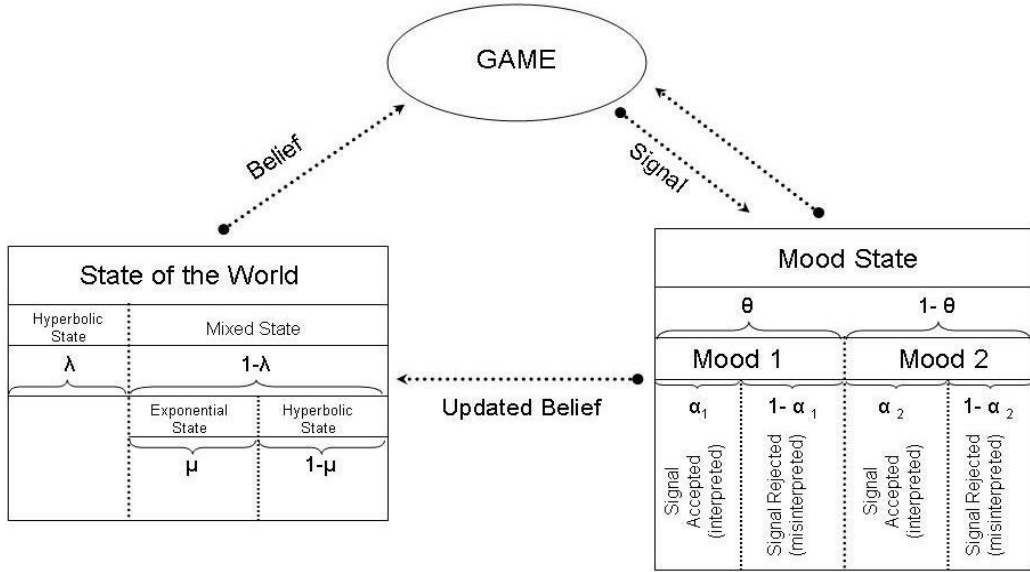 GAME
Belief
Signal
State of the World
Hyperbolic
State
Mixed State
λ
1-λ
Exponential
State
Hyperbolic
State
μ
1-μ
Updated Belief
Mood State
θ
1- θ
Mood 1
Mood 2
α1
1- α 1
α 2
1- α 2
Signal
Accepted
(interpreted)
Signal Rejected
(misinterpreted)
Signal
Accepted
(interpreted)
Signal Rejected
(misinterpreted)